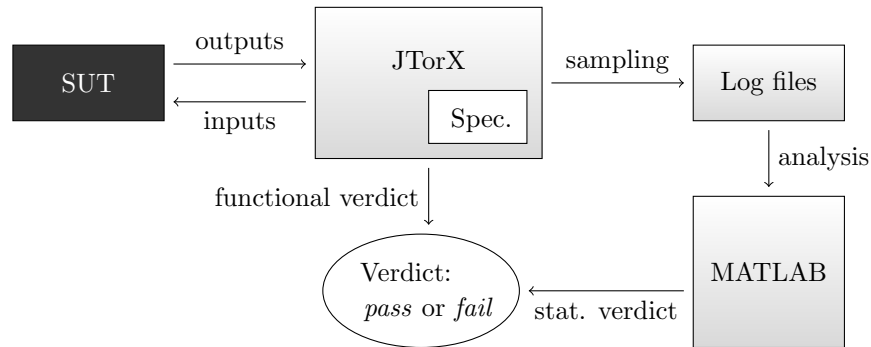 outputs
SUT
inputs
JTorX
Spec.
sampling
Log files
analysis
functional verdict
MATLAB
Verdict:
pass or fail
stat. verdict